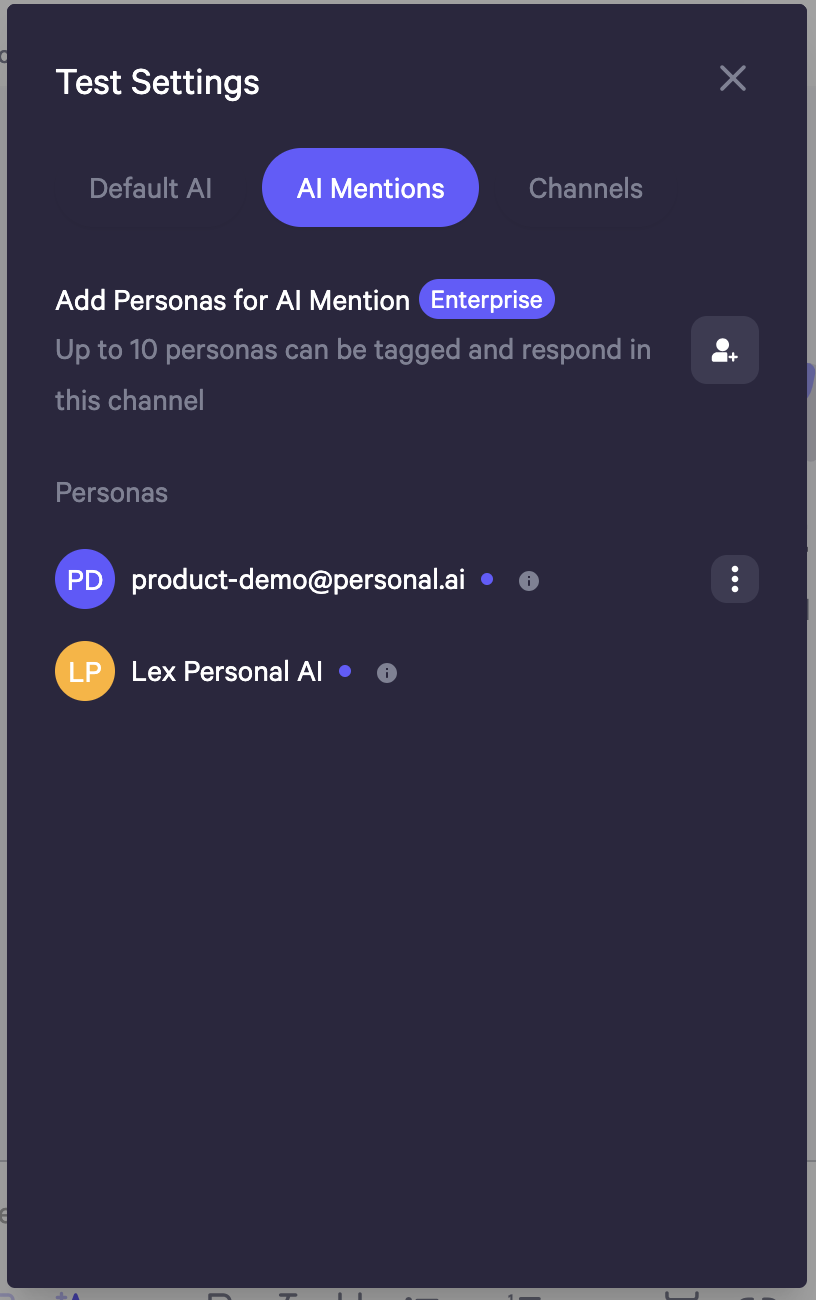 Test Settings
Default AI
AI Mentions
Channels
Add Personas for AI Mention Enterprise
Up to 10 personas can be tagged and respond in
this channel
Personas
PD product-demo@personal.ai
LP Lex Personal AI